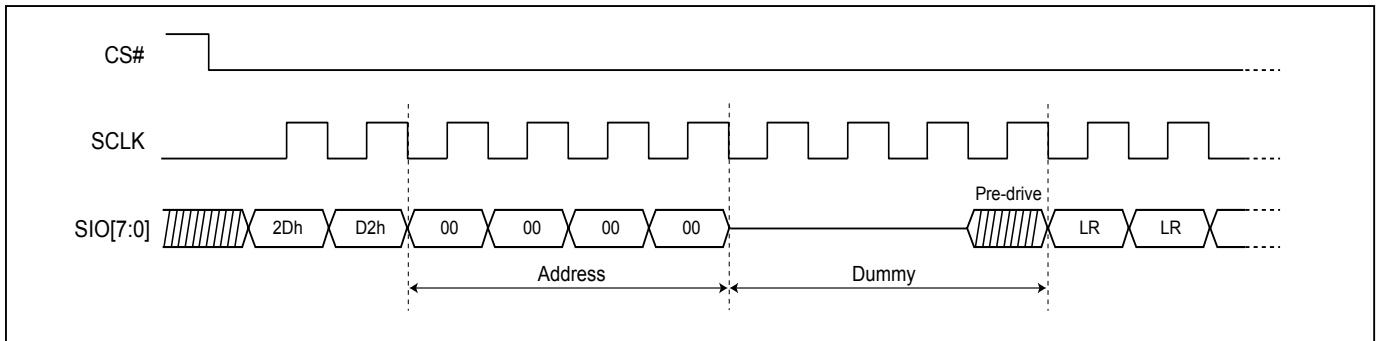 CS#
SCLK
Pre-drive
SIO[7:0] 2Dh D2h 00 00 00 00 LR LR
Address Dummy